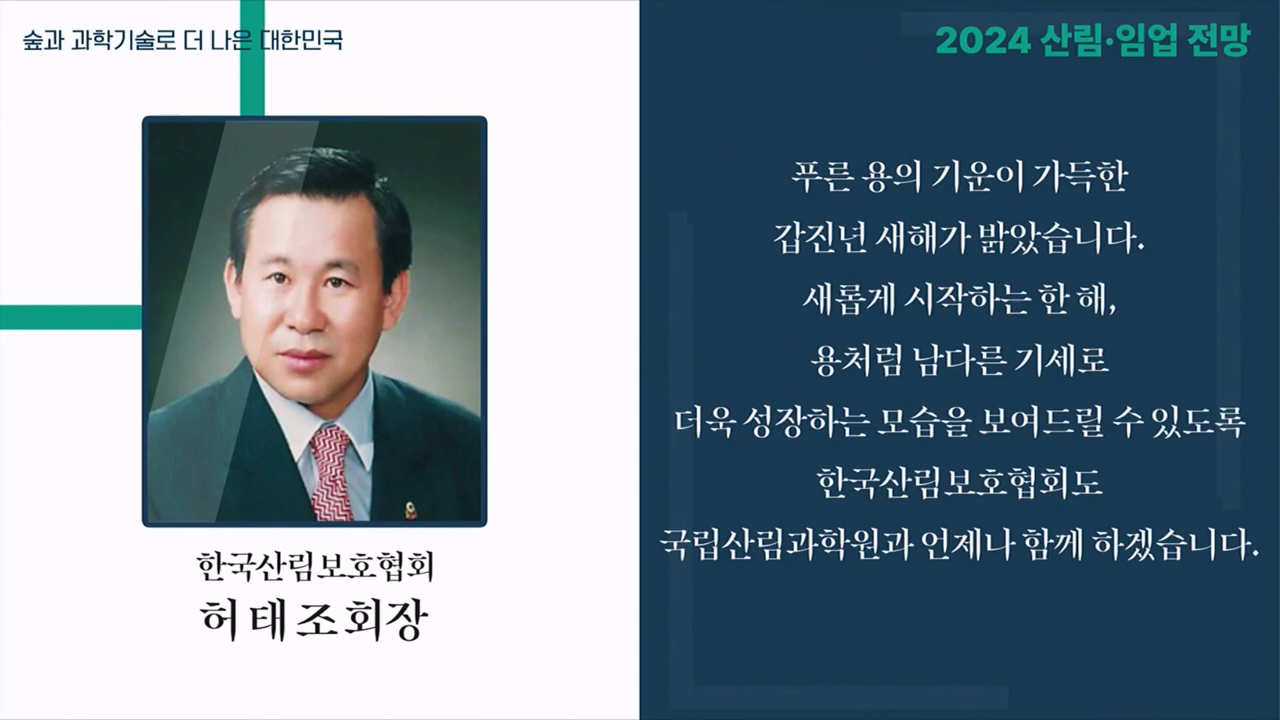 숲과 과학기술로 더 나은 대한민국
2024 산림·임업 전망
한국산림보호협회
허태조 회장
푸른 용의 기운이 가득한
갑진년 새해가 밝았습니다.
새롭게 시작하는 한 해,
용처럼 남다른 기세로
더욱 성장하는 모습을 보여드릴 수 있도록
한국산림보호협회도
국립산림과학원과 언제나 함께 하겠습니다.